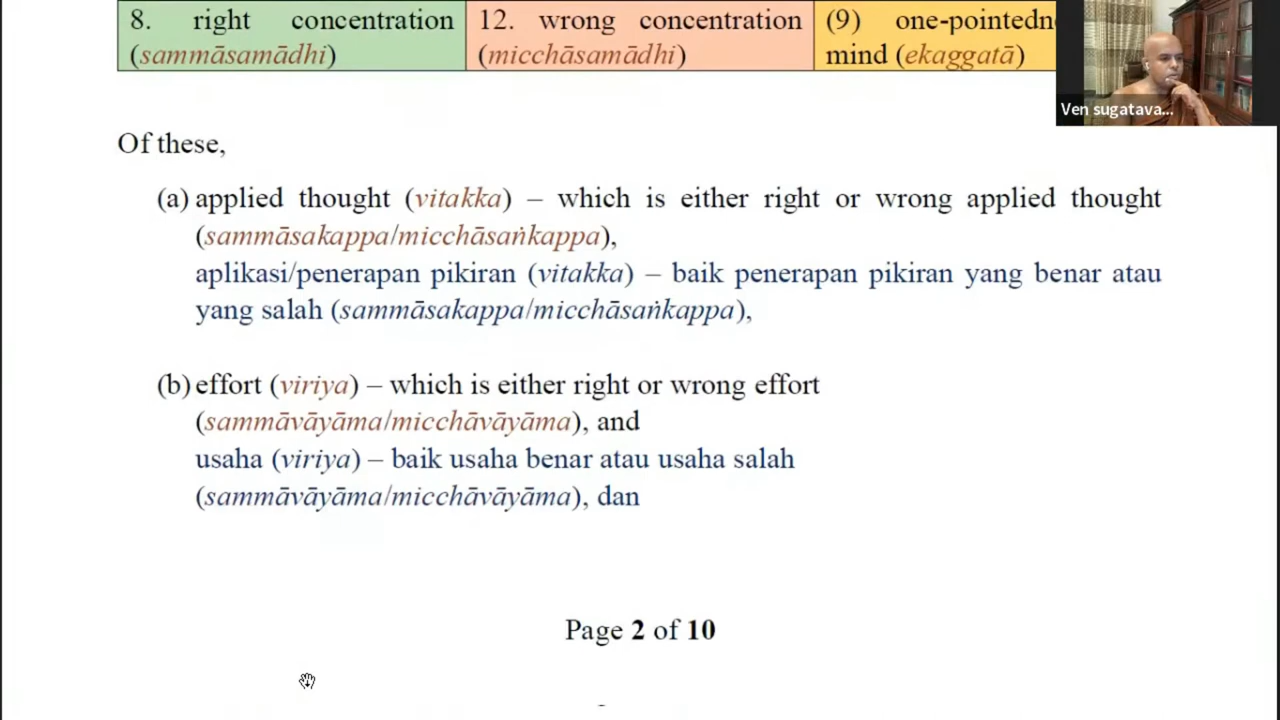 8. right concentration
(sammāsamādhi)
12. wrong concentration
(micchāsamādhi)
(9) one-pointedn
mind (ekaggatā)
Ven sugatava...
Of these,
(a) applied thought (vitakka) – which is either right or wrong applied thought
(sammāsakappa/micchāsaṅkappa),
aplikasi/penerapan pikiran (vitakka) – baik penerapan pikiran yang benar atau
yang salah (sammāsakappa/micchāsaṅkappa),
(b) effort (viriya) – which is either right or wrong effort
(sammāvāyāma/micchāvāyāma), and
usaha (viriya) – baik usaha benar atau usaha salah
(sammāvāyāma/micchāvāyāma), dan
Page 2 of 10